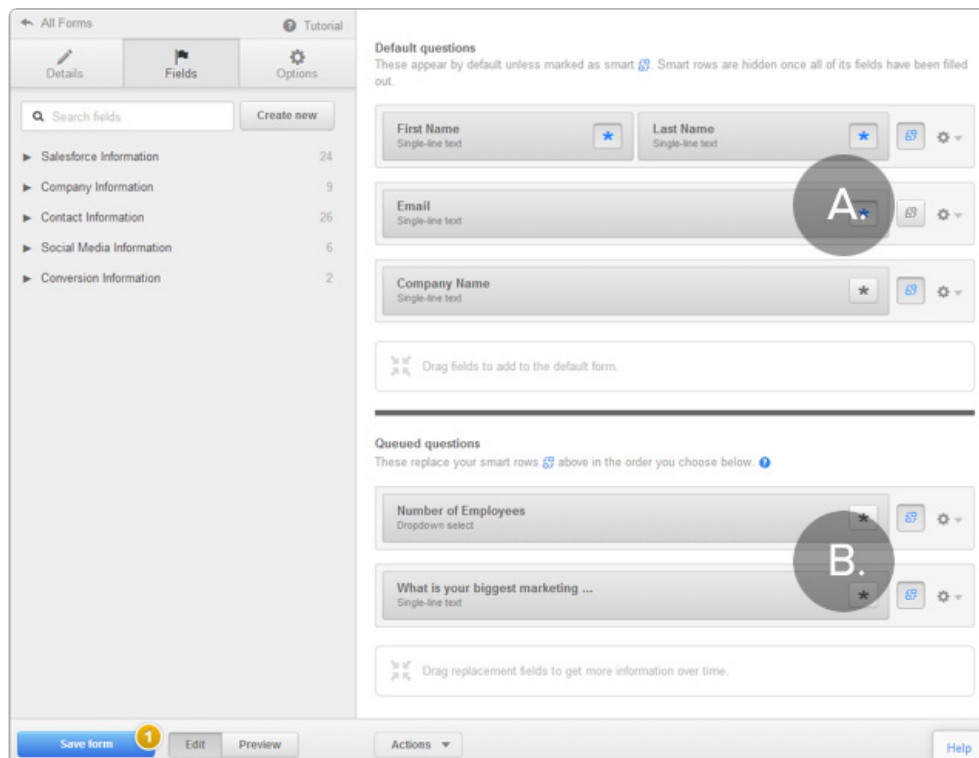 All Forms
Tutorial
Details
Fields
Options
Search fields
Create new
Salesforce Information 24
Company Information 9
Contact Information 26
Social Media Information 6
Conversion Information 2
Default questions
These appear by default unless marked as smart . Smart rows are hidden once all of its fields have been filled
out.
First Name
Single-line text
*
Last Name
Single-line text
*
Email
Single-line text
*
A.
Company Name
Single-line text
*
Drag fields to add to the default form.
Queued questions
These replace your smart rows above in the order you choose below. ?
Number of Employees
Dropdown select
*
B.
What is your biggest marketing ...
Single-line text
*
Drag replacement fields to get more information over time.
Save form
1
Edit
Preview
Actions
Help